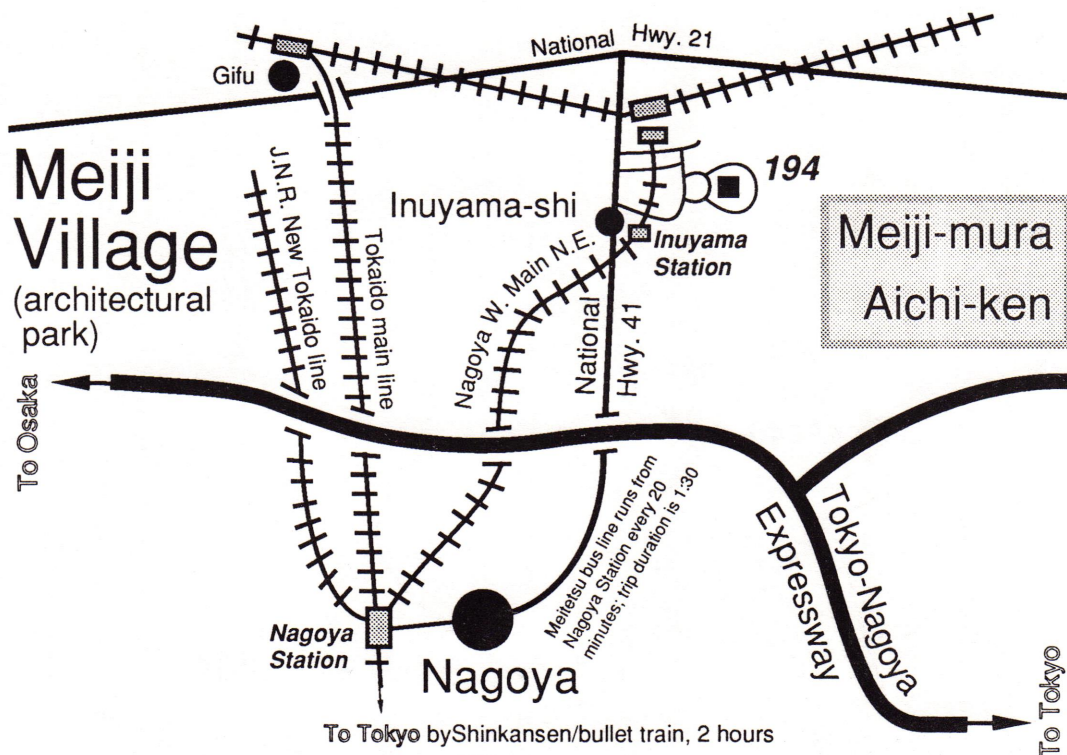 National Hwy. 21
Gifu
Meiji
Village
(architectural
park)
J.N.R. New Tokaido line
Tokaido main line
Inuyama-shi
194
Inuyama
Station
Meiji-mura
Aichi-ken
Nagoya W. Main N.E.
National Hwy. 41
To Osaka
Meitetsu bus line runs from
Nagoya Station every 20
minutes; trip duration is 1:30
Tokyo-Nagoya
Expressway
Nagoya
Station
Nagoya
To Tokyo
To Tokyo byShinkansen/bullet train, 2 hours